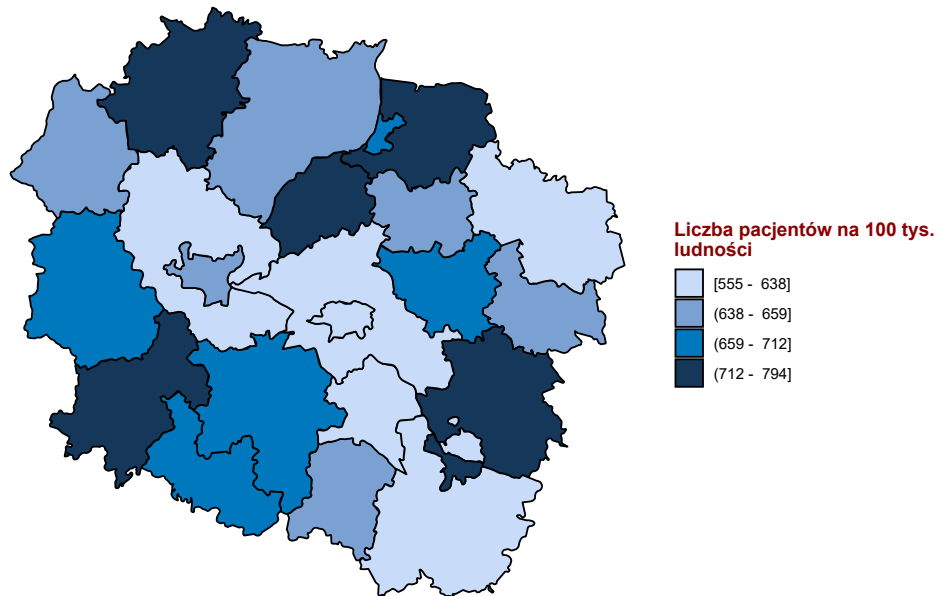 Liczba pacjentów na 100 tys.
ludności
[555 - 638]
(638 - 659]
(659 - 712]
(712 - 794]